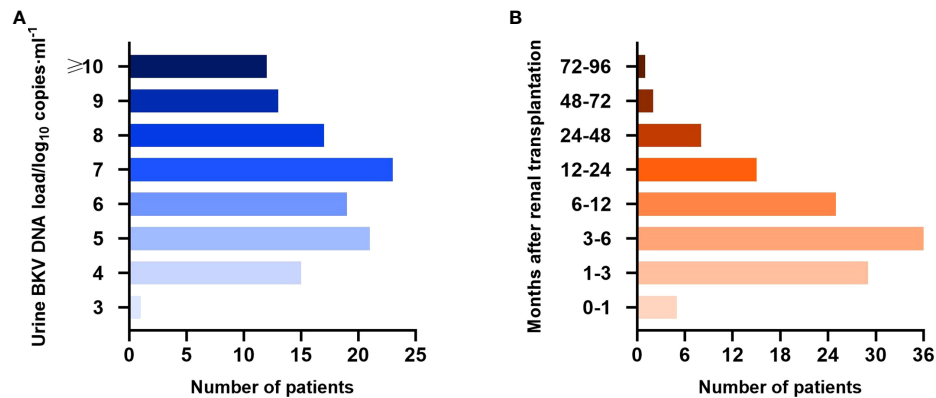 A
Urine BKV DNA load/log₁₀ copies·ml⁻¹
⩾10
9
8
7
6
5
4
3
0 5 10 15 20 25
Number of patients
B
Months after renal transplantation
72-96
48-72
24-48
12-24
6-12
3-6
1-3
0-1
0 6 12 18 24 30 36
Number of patients